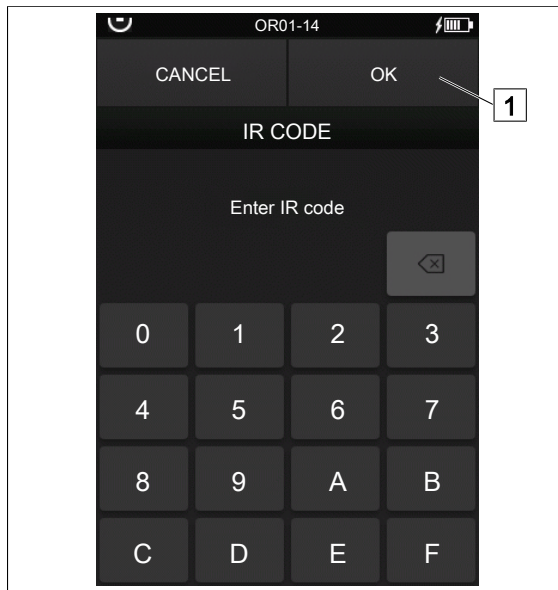 OR01-14
CANCEL OK
1
IR CODE
Enter IR code
0 1 2 3
4 5 6 7
8 9 A B
C D E F